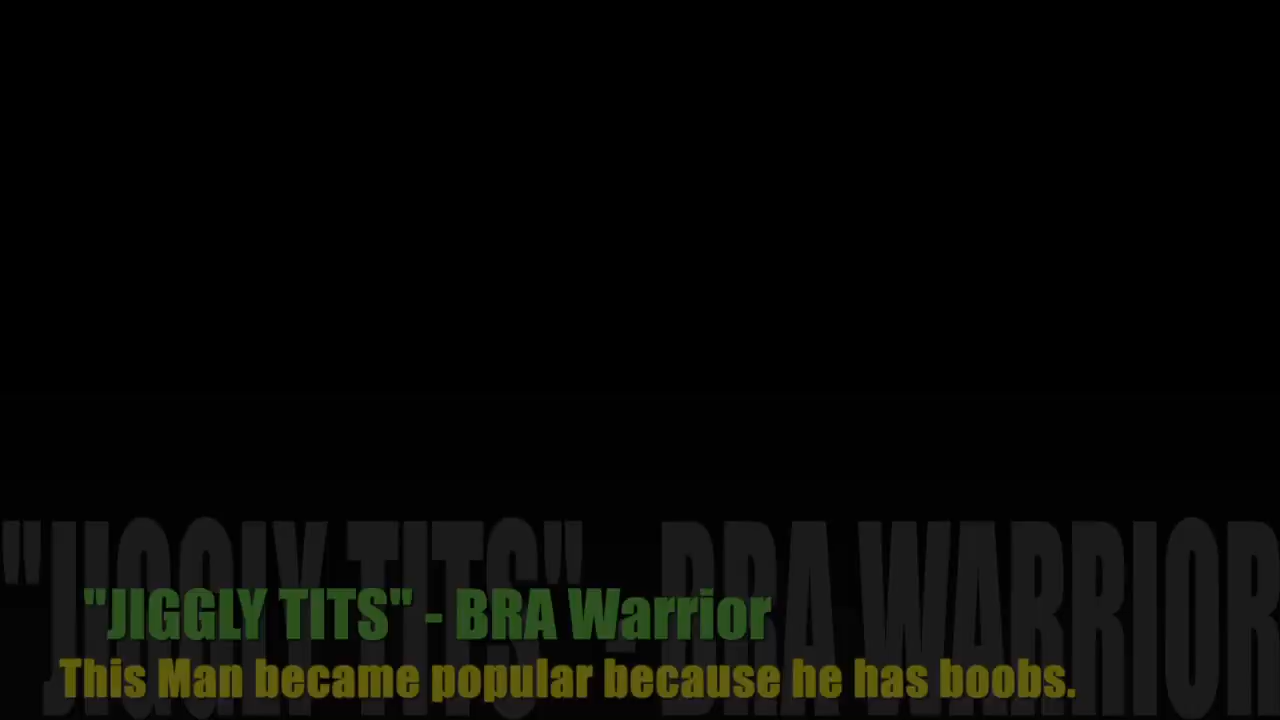 "JIGGLY TITS" - BRA WARRIOR
"JIGGLY TITS" - BRA Warrior
This Man became popular because he has boobs.